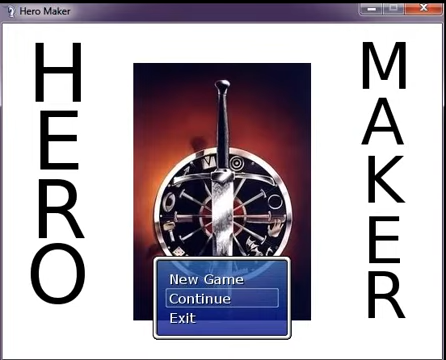 Hero Maker
HERO
MAKER
New Game
Continue
Exit